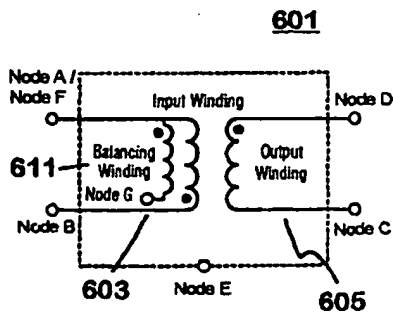 601
Node A /
Node F
Input Winding
Node D
Balancing
Winding
611
Output
Winding
Node G
Node B
Node C
603
Node E
605